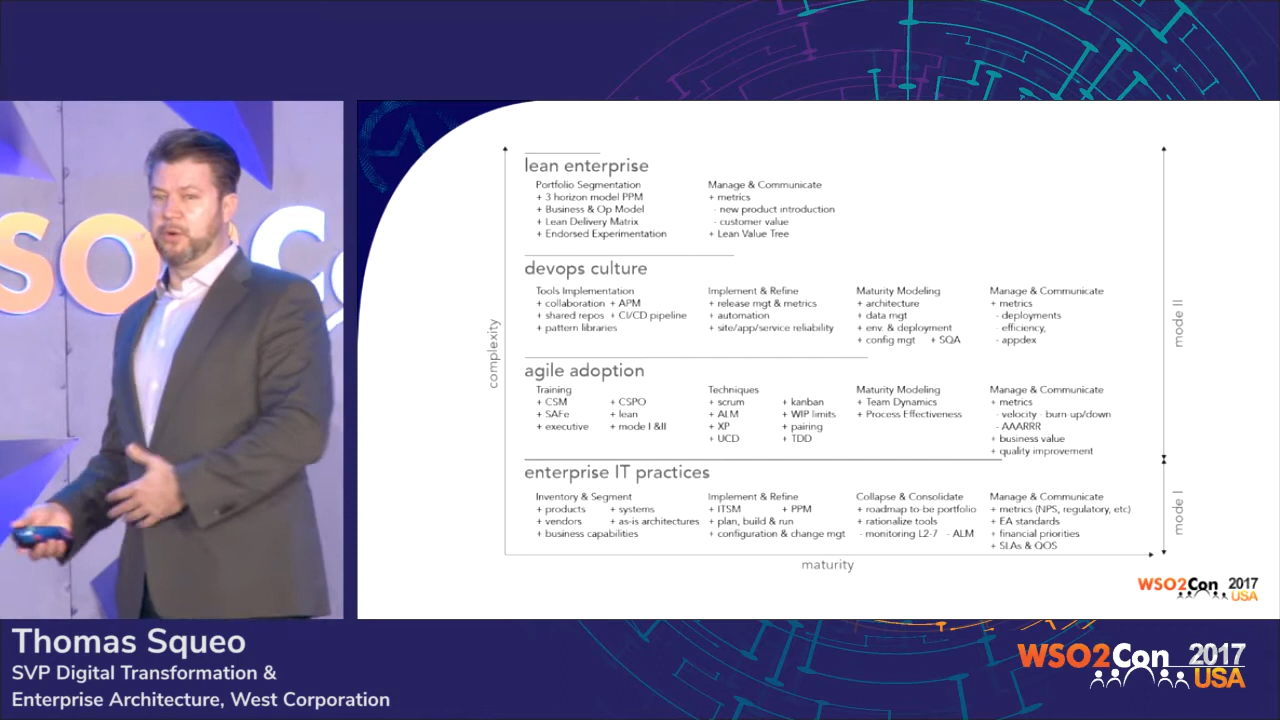 SO2Co
lean enterprise
Portfolio Segmentation
+ 3 horizon model PPM
+ Business & Op Model
+ Lean Delivery Matrix
+ Endorsed Experimentation
Manage & Communicate
+ metrics
- new product introduction
- customer value
+ Lean Value Tree
devops culture
Tools Implementation
+ collaboration + APM
+ shared repos + CI/CD pipeline
+ pattern libraries
Implement & Refine
+ release mgt & metrics
+ automation
+ site/app/service reliability
Maturity Modeling
+ architecture
+ data mgt
+ env. & deployment
+ config mgt + SQA
Manage & Communicate
+ metrics
- deployments
- efficiency,
- appdex
agile adoption
Training
+ CSM + CSPO
+ SAFe + lean
+ executive + mode I &II
Techniques
+ scrum + kanban
+ ALM + WIP limits
+ XP + pairing
+ UCD + TDD
Maturity Modeling
+ Team Dynamics
+ Process Effectiveness
Manage & Communicate
+ metrics
- velocity - burn-up/down
- AAARRR
+ business value
+ quality improvement
enterprise IT practices
Inventory & Segment
+ products + systems
+ vendors + as-is architectures
+ business capabilities
Implement & Refine
+ ITSM + PPM
+ plan, build & run
+ configuration & change mgt
Collapse & Consolidate
+ roadmap to-be portfolio
+ rationalize tools
- monitoring L2-7 - ALM
Manage & Communicate
+ metrics (NPS, regulatory, etc)
+ EA standards
+ financial priorities
+ SLAs & QOS
complexity
maturity
mode II
mode I
WSO2Con 2017
USA
Thomas Squeo
SVP Digital Transformation &
Enterprise Architecture, West Corporation
WSO2Con 2017
USA